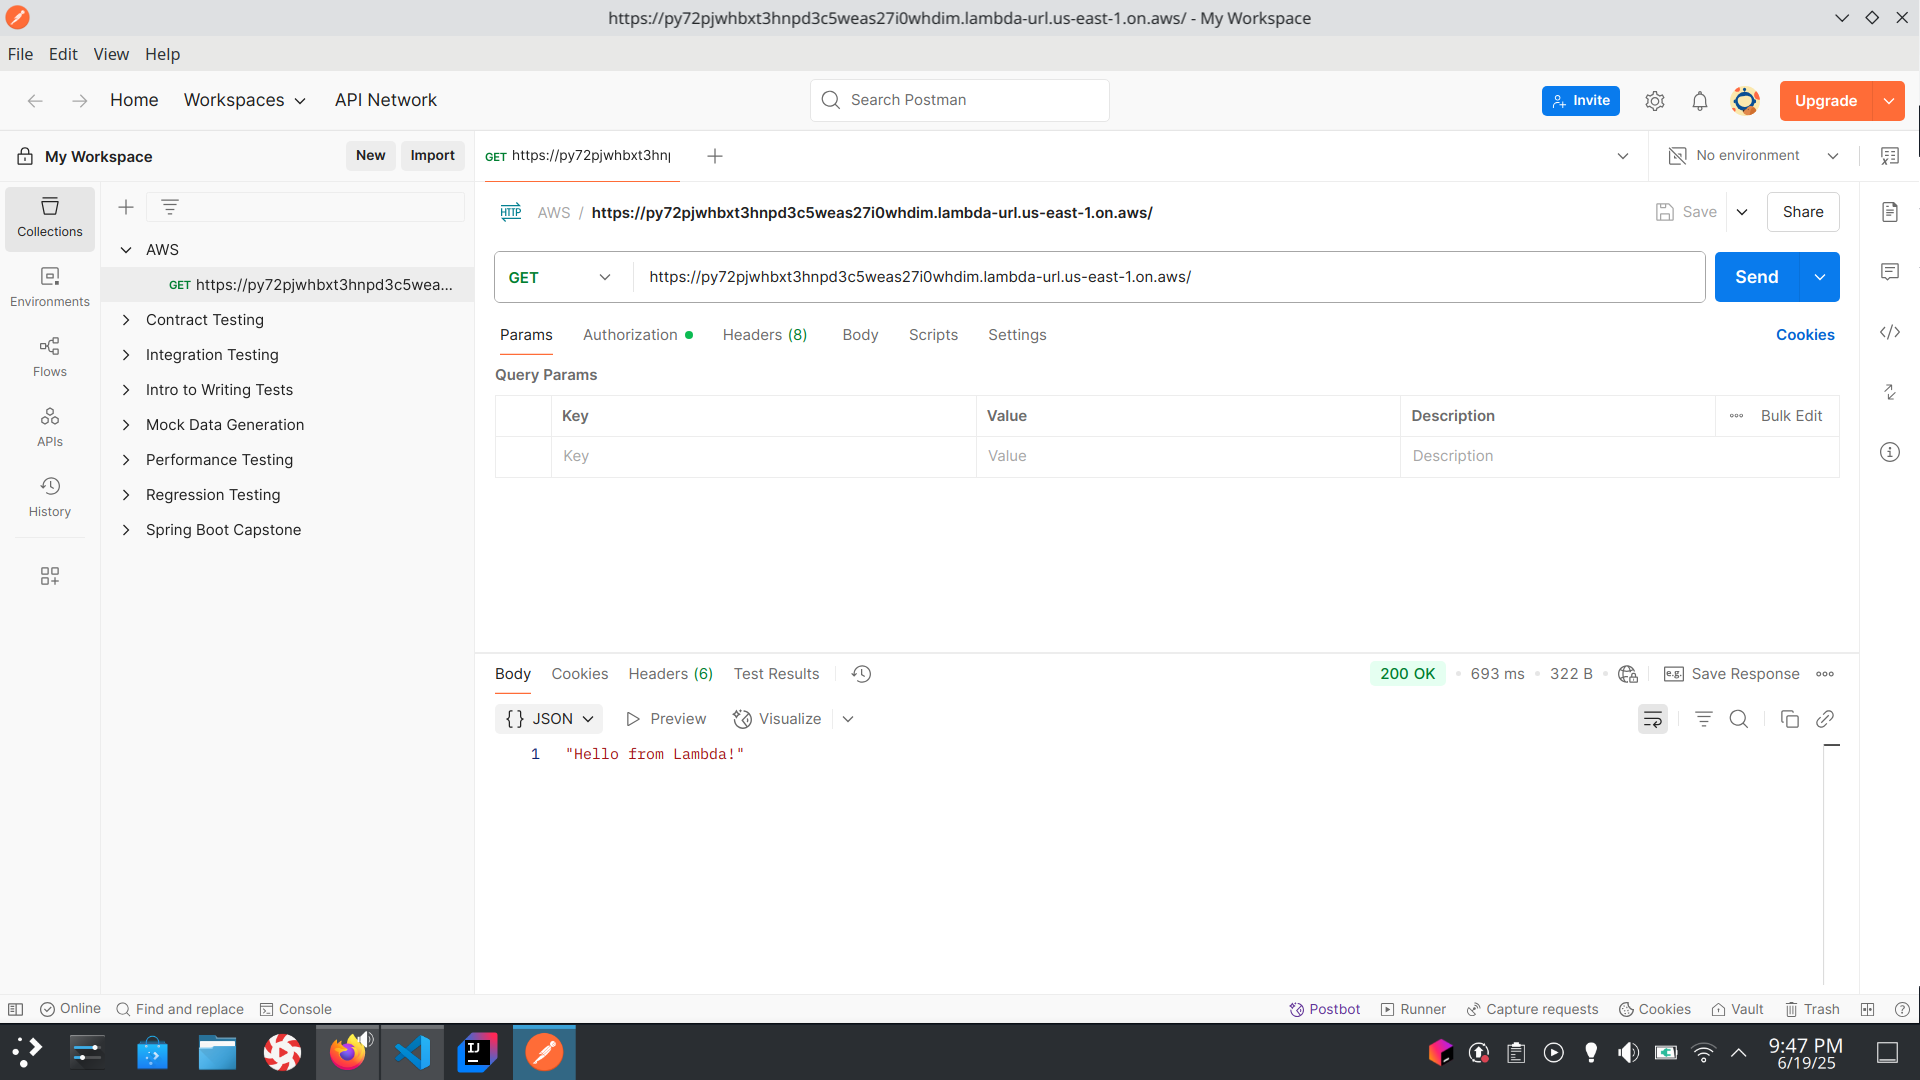 https://py72pjwhbxt3hnpd3c5weas27i0whdim.lambda-url.us-east-1.on.aws/ - My Workspace
File Edit View Help
Home Workspaces API Network Search Postman Invite Upgrade
My Workspace New Import GET https://py72pjwhbxt3hn No environment
Collections
Environments
Flows
APIs
History
AWS
GET https://py72pjwhbxt3hnpd3c5wea...
Contract Testing
Integration Testing
Intro to Writing Tests
Mock Data Generation
Performance Testing
Regression Testing
Spring Boot Capstone
HTTP AWS / https://py72pjwhbxt3hnpd3c5weas27i0whdim.lambda-url.us-east-1.on.aws/ Save Share
GET https://py72pjwhbxt3hnpd3c5weas27i0whdim.lambda-url.us-east-1.on.aws/ Send
Params Authorization Headers (8) Body Scripts Settings Cookies
Query Params
Key Value Description Bulk Edit
Key Value Description
Body Cookies Headers (6) Test Results 200 OK • 693 ms • 322 B • e.g. Save Response
{} JSON Preview Visualize
1 "Hello from Lambda!"
Online Find and replace Console Postbot Runner Capture requests Cookies Vault Trash
IJ 9:47 PM
6/19/25